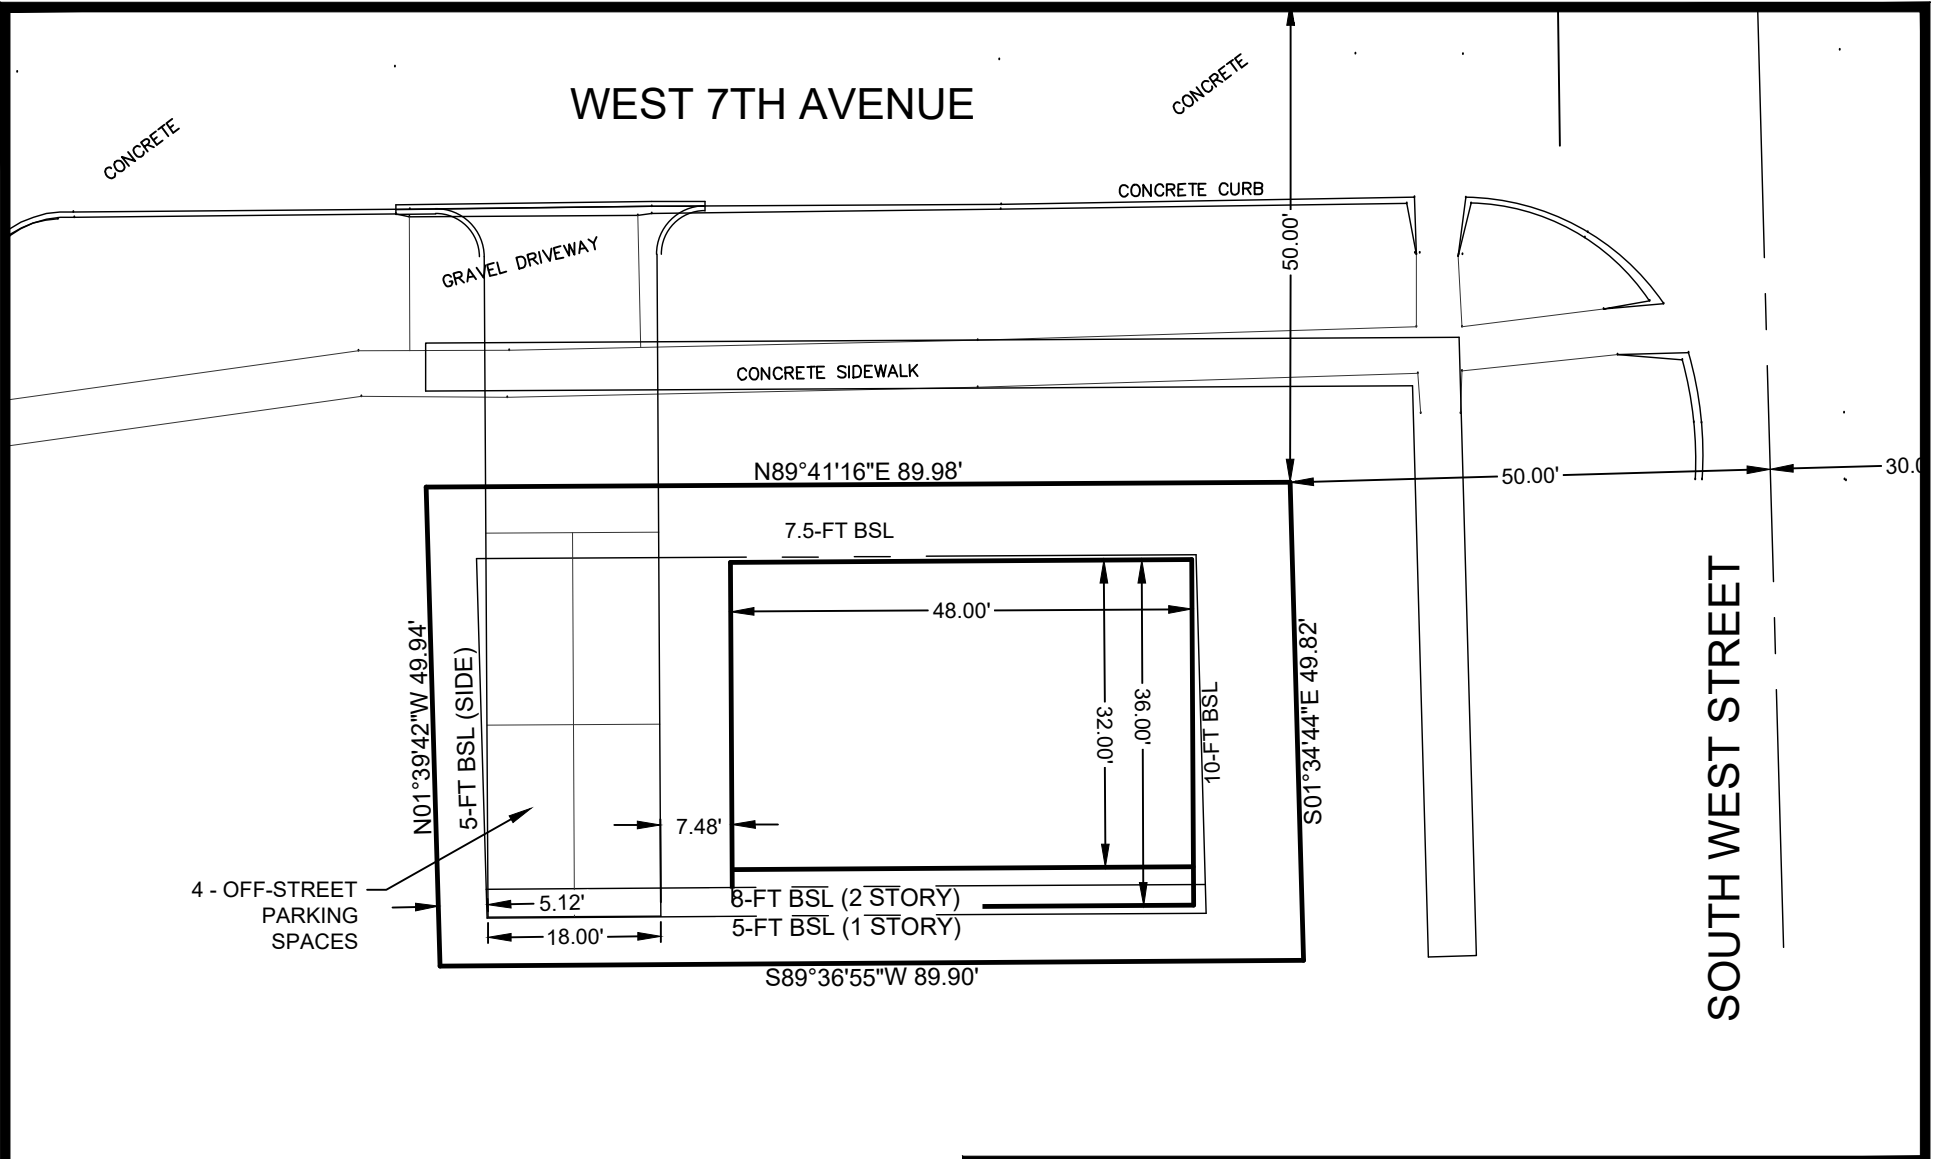 CONCRETE
WEST 7TH AVENUE
CONCRETE
CONCRETE CURB
50.00'
GRAVEL DRIVEWAY
CONCRETE SIDEWALK
N89°41'16"E 89.98'
50.00'
7.5-FT BSL
48.00'
N01°39'42"W 49.94'
5-FT BSL (SIDE)
32.00'
36.00'
10-FT BSL
S01°34'44"E 49.82'
SOUTH WEST STREET
7.48'
4 - OFF-STREET
PARKING
SPACES
5.12'
8-FT BSL (2 STORY)
18.00'
5-FT BSL (1 STORY)
S89°36'55"W 89.90'